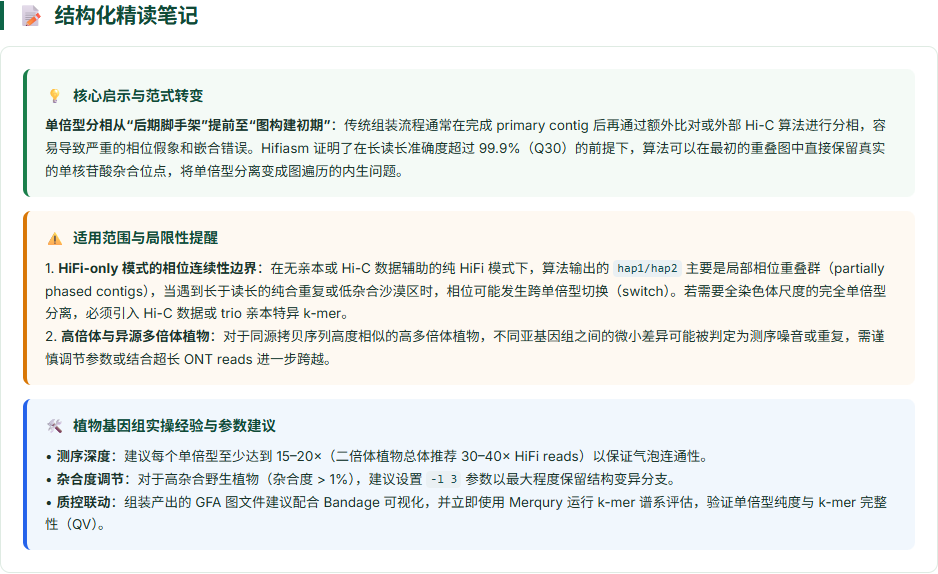 结构化精读笔记
核心启示与范式转变
单倍型分相从“后期脚手架”提前至“图构建初期”：传统组装流程通常在完成 primary contig 后再通过额外比对或外部 Hi-C 算法进行分相，容
易导致严重的相位假象和嵌合错误。Hifiasm 证明了在长读长准确度超过 99.9%（Q30）的前提下，算法可以在最初的重叠图中直接保留真实
的单核苷酸杂合位点，将单倍型分离变成图遍历的内生问题。
适用范围与局限性提醒
1. HiFi-only 模式的相位连续性边界：在无亲本或 Hi-C 数据辅助的纯 HiFi 模式下，算法输出的 hap1/hap2 主要是局部相位重叠群（partially
phased contigs），当遇到长于读长的纯合重复或低杂合沙漠区时，相位可能发生跨单倍型切换（switch）。若需要全染色体尺度的完全单倍型
分离，必须引入 Hi-C 数据或 trio 亲本特异 k-mer。
2. 高倍体与异源多倍体植物：对于同源拷贝序列高度相似的高多倍体植物，不同亚基因组之间的微小差异可能被判定为测序噪音或重复，需谨
慎调节参数或结合超长 ONT reads 进一步跨越。
植物基因组实操经验与参数建议
• 测序深度：建议每个单倍型至少达到 15–20×（二倍体植物总体推荐 30–40× HiFi reads）以保证气泡连通性。
• 杂合度调节：对于高杂合野生植物（杂合度 > 1%），建议设置 -l 3 参数以最大程度保留结构变异分支。
• 质控联动：组装产出的 GFA 图文件建议配合 Bandage 可视化，并立即使用 Merqury 运行 k-mer 谱系评估，验证单倍型纯度与 k-mer 完整
性（QV）。